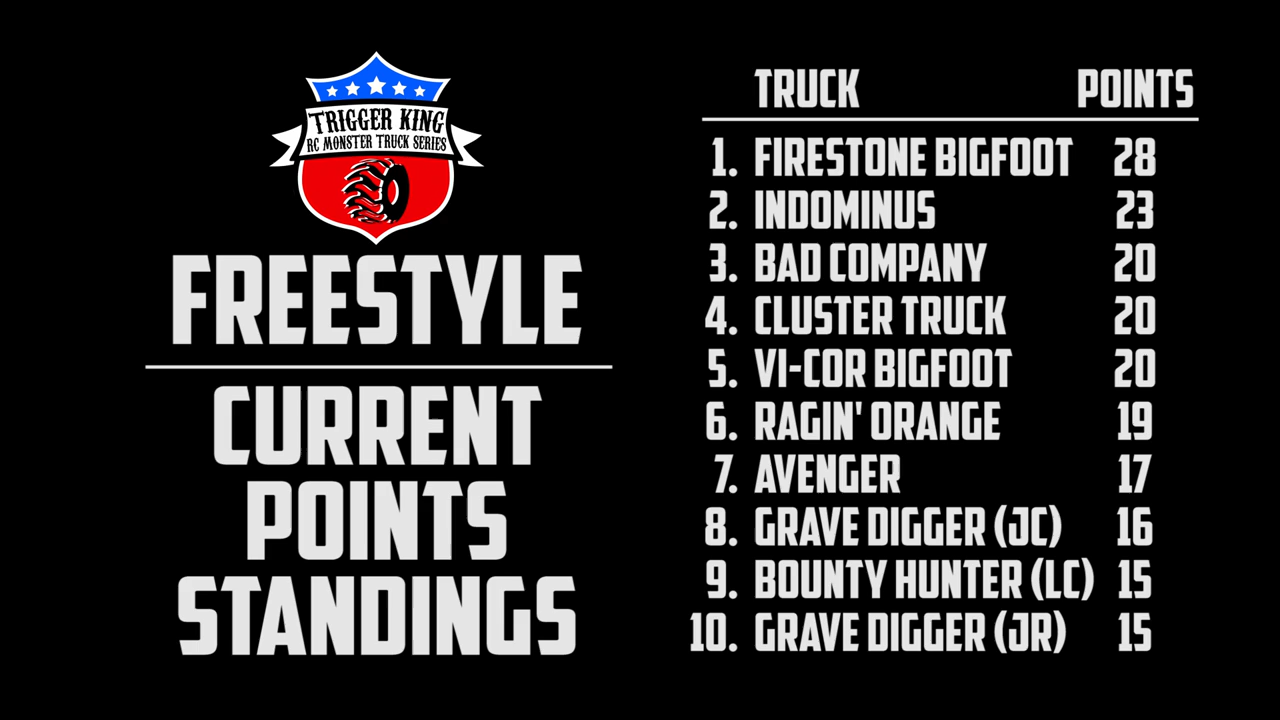 TRIGGER KING
RC MONSTER TRUCK SERIES
FREESTYLE
CURRENT
POINTS
STANDINGS
TRUCK POINTS
1. FIRESTONE BIGFOOT 28
2. INDOMINUS 23
3. BAD COMPANY 20
4. CLUSTER TRUCK 20
5. VI-COR BIGFOOT 20
6. RAGIN' ORANGE 19
7. AVENGER 17
8. GRAVE DIGGER (JC) 16
9. BOUNTY HUNTER (LC) 15
10. GRAVE DIGGER (JR) 15